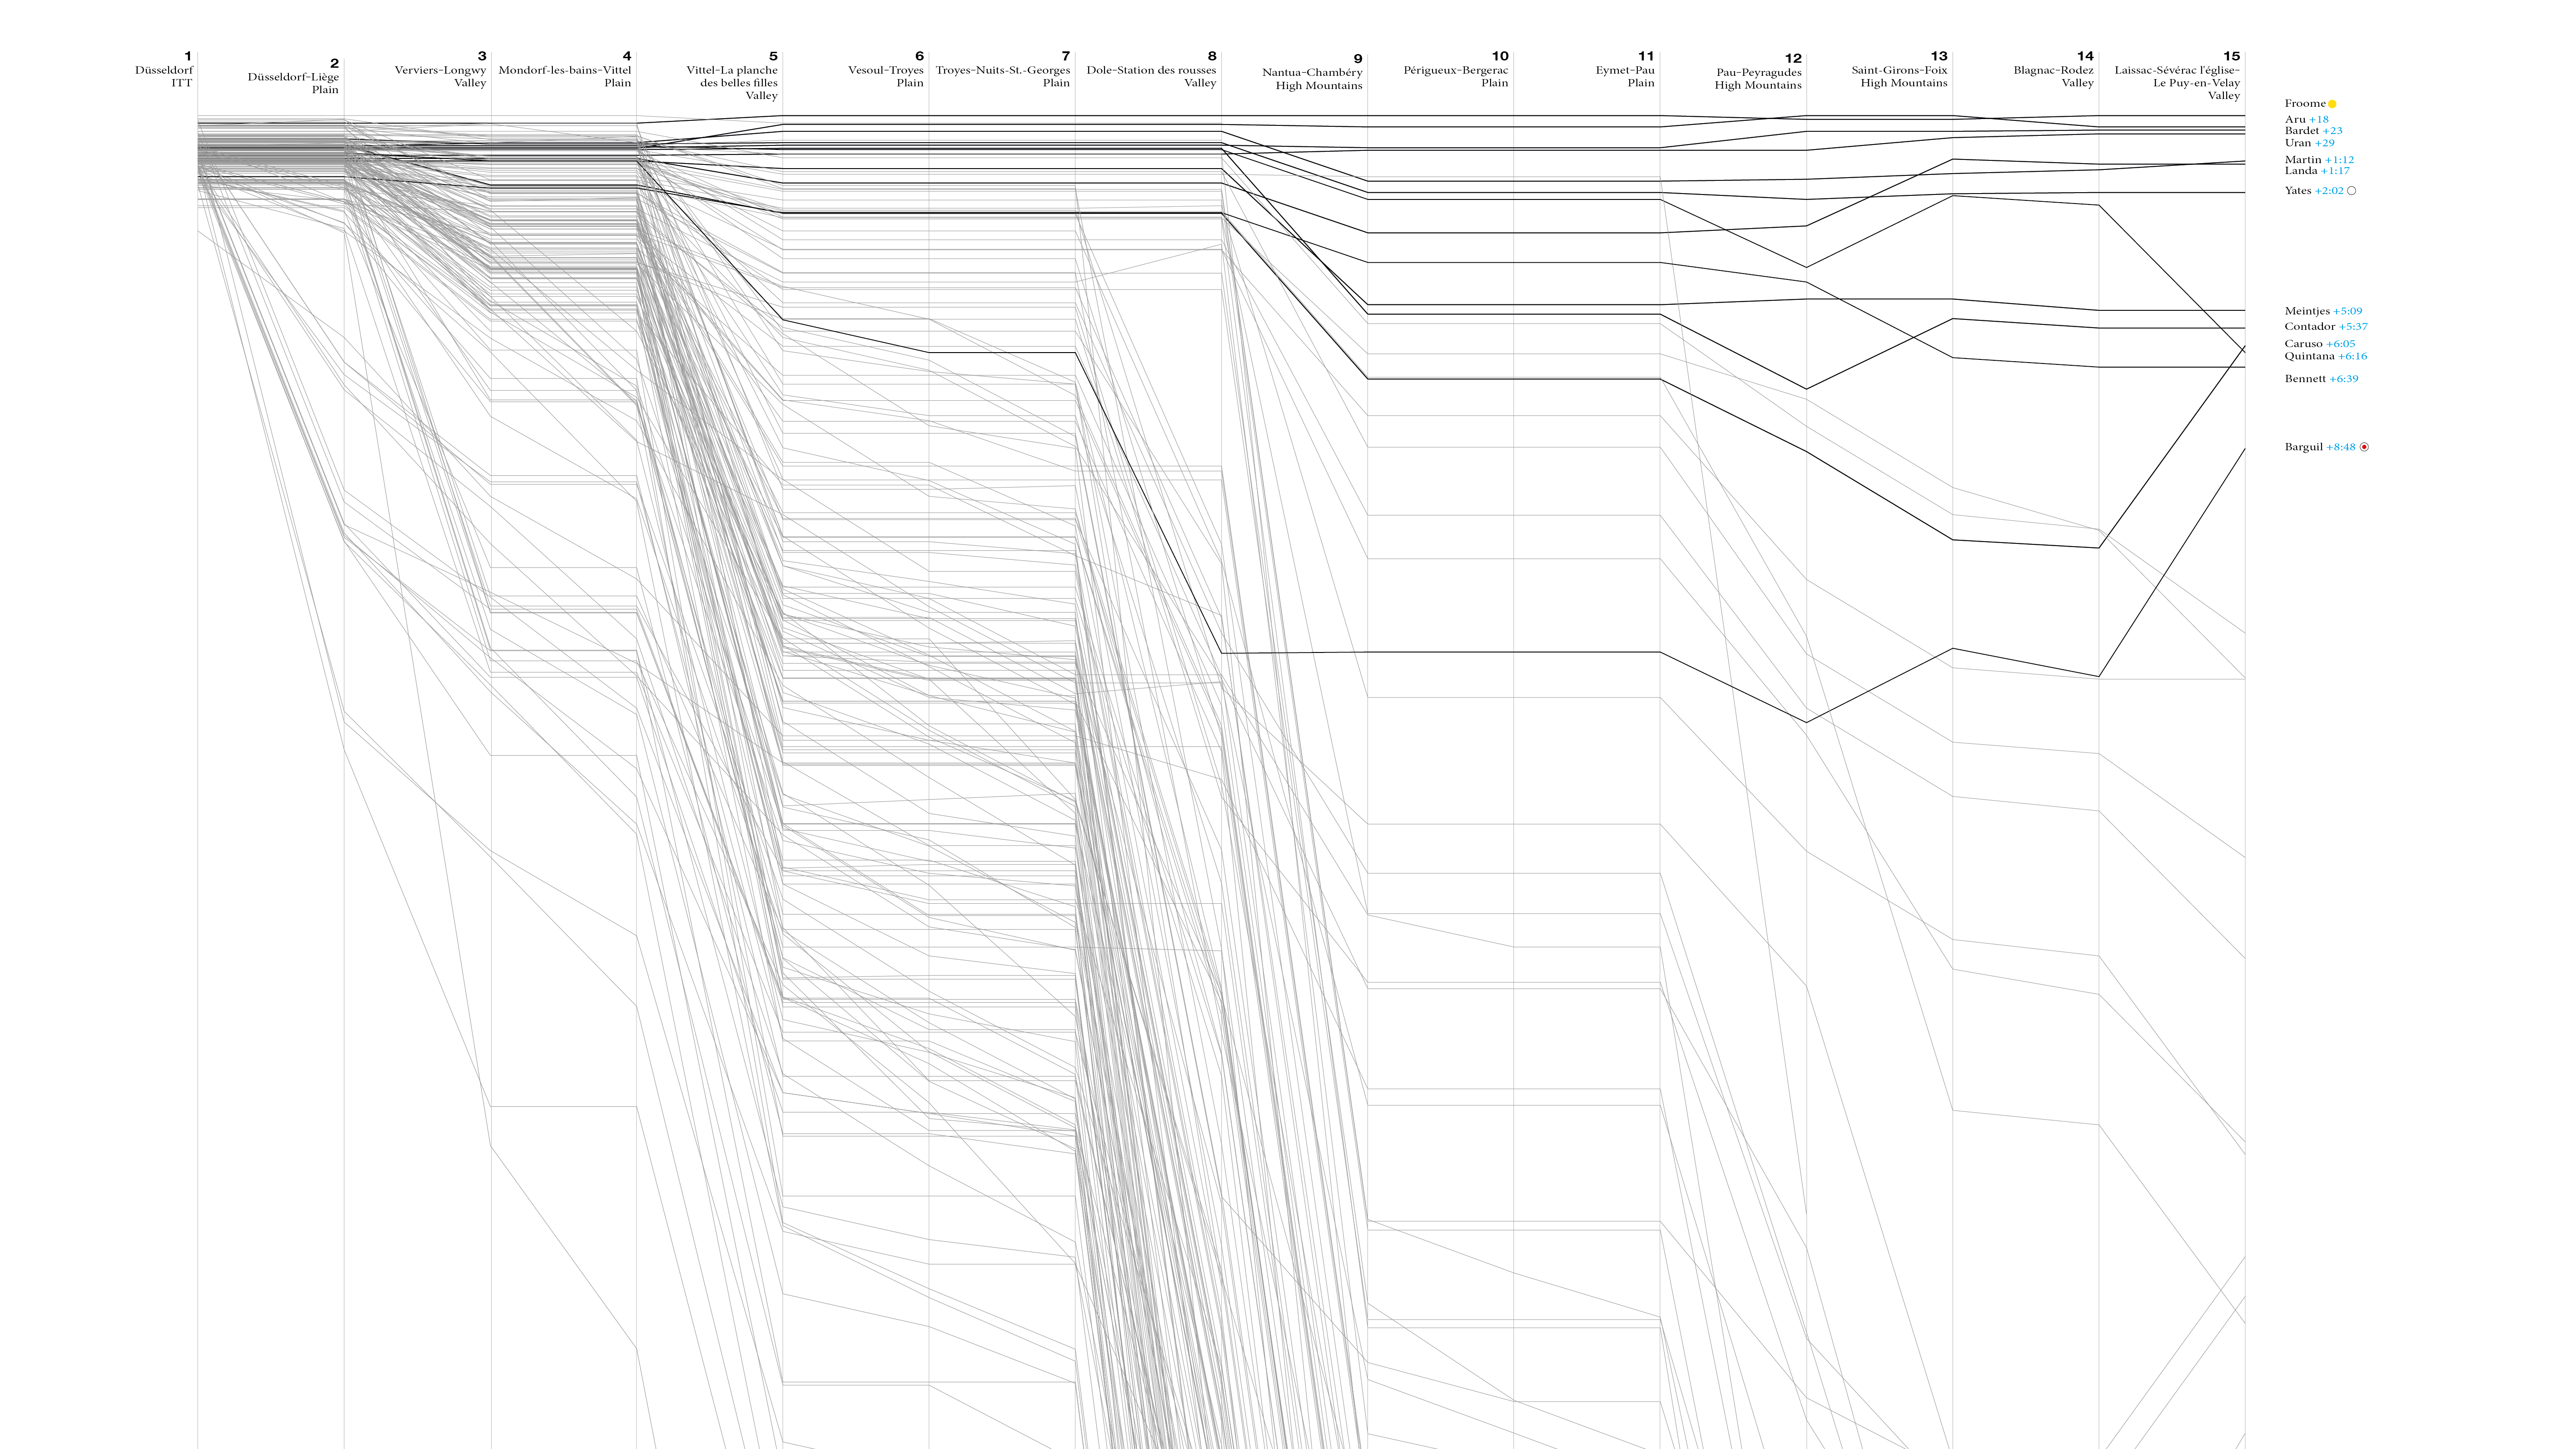 1
Düsseldorf
ITT
2
Düsseldorf–Liège
Plain
3
Verviers–Longwy
Valley
4
Mondorf-les-bains–Vittel
Plain
5
Vittel–La planche
des belles filles
Valley
6
Vesoul–Troyes
Plain
7
Troyes–Nuits-St.-Georges
Plain
8
Dole–Station des rousses
Valley
9
Nantua–Chambéry
High Mountains
10
Périgueux–Bergerac
Plain
11
Eymet–Pau
Plain
12
Pau–Peyragudes
High Mountains
13
Saint-Girons–Foix
High Mountains
14
Blagnac–Rodez
Valley
15
Laissac-Sévérac l'église–
Le Puy-en-Velay
Valley
Froome
Aru +18
Bardet +23
Uran +29
Martin +1:12
Landa +1:17
Yates +2:02
Meintjes +5:09
Contador +5:37
Caruso +6:05
Quintana +6:16
Bennett +6:39
Barguil +8:48